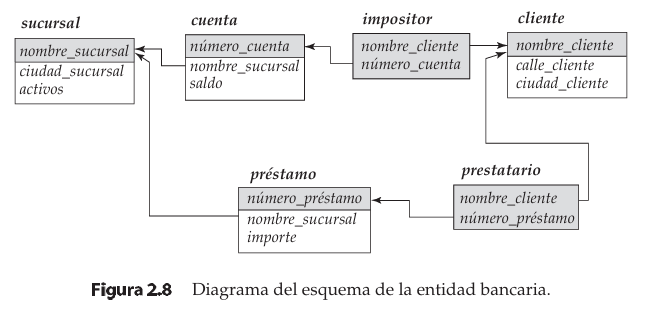 sucursal
nombre_sucursal
ciudad_sucursal
activos
cuenta
número_cuenta
nombre_sucursal
saldo
impositor
nombre_cliente
número_cuenta
cliente
nombre_cliente
calle_cliente
ciudad_cliente
préstamo
número_préstamo
nombre_sucursal
importe
prestatario
nombre_cliente
número_préstamo
Figura 2.8 Diagrama del esquema de la entidad bancaria.